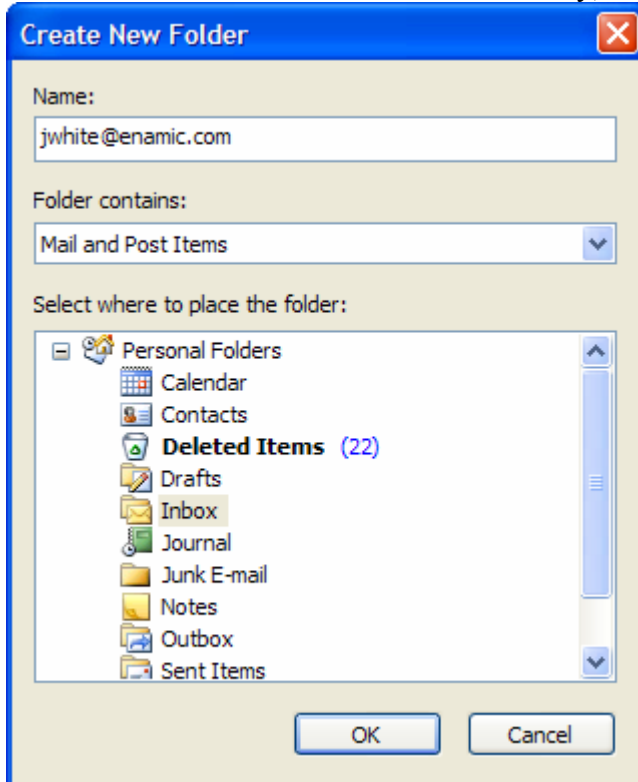 Create New Folder
Name:
jwhite@enamic.com
Folder contains:
Mail and Post Items
Select where to place the folder:
Personal Folders
Calendar
Contacts
Deleted Items (22)
Drafts
Inbox
Journal
Junk E-mail
Notes
Outbox
Sent Items
OK Cancel